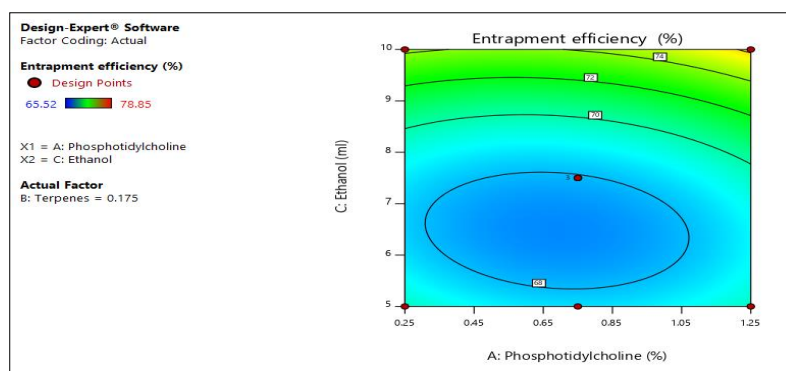 Design-Expert® Software
Factor Coding: Actual
Entrapment efficiency (%)
Design Points
65.52 78.85
X1 = A: Phosphotidylcholine
X2 = C: Ethanol
Actual Factor
B: Terpenes = 0.175
Entrapment efficiency (%)
C: Ethanol (ml)
10
9
8
7
6
5
74
72
70
5
68
0.25 0.45 0.65 0.85 1.05 1.25
A: Phosphotidylcholine (%)